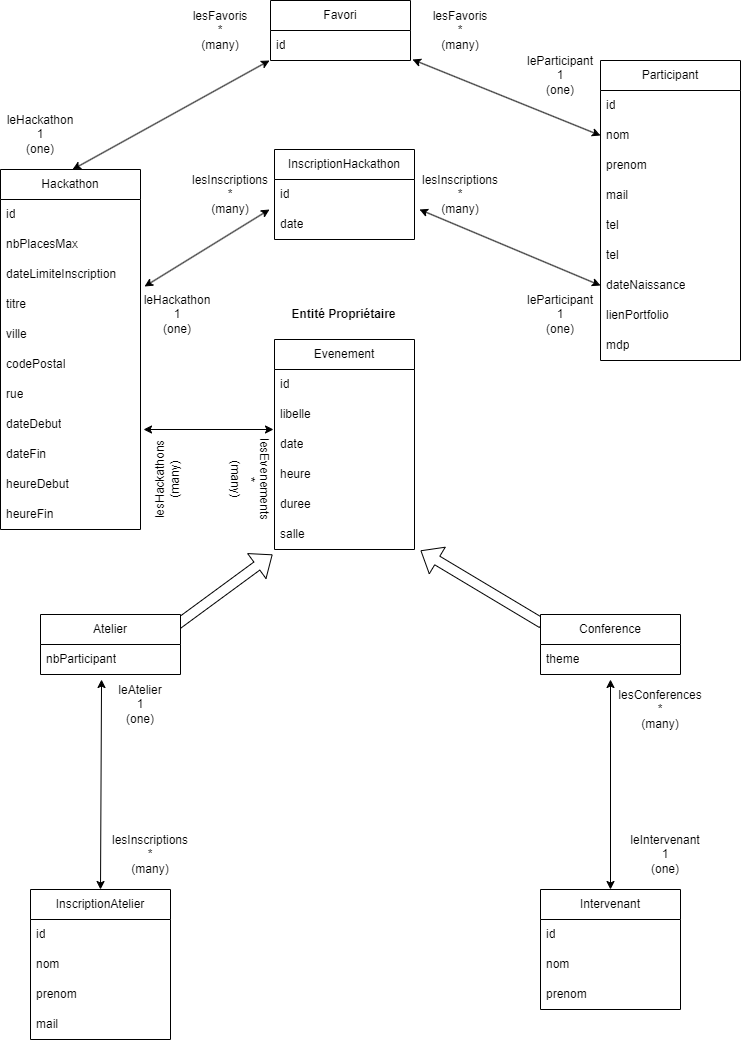 lesFavoris
*
(many)
Favori
id
lesFavoris
*
(many)
leParticipant
1
(one)
Participant
id
nom
prenom
mail
tel
tel
dateNaissance
lienPortfolio
mdp
leHackathon
1
(one)
Hackathon
id
nbPlacesMax
dateLimiteInscription
titre
ville
codePostal
rue
dateDebut
dateFin
heureDebut
heureFin
lesInscriptions
*
(many)
InscriptionHackathon
id
date
lesInscriptions
*
(many)
leHackathon
1
(one)
leParticipant
1
(one)
Entité Propriétaire
Evenement
id
libelle
date
heure
duree
salle
lesHackathons
(many)
lesEvenements
*
(many)
Atelier
nbParticipant
Conference
theme
leAtelier
1
(one)
lesConferences
*
(many)
lesInscriptions
*
(many)
leIntervenant
1
(one)
InscriptionAtelier
id
nom
prenom
mail
Intervenant
id
nom
prenom